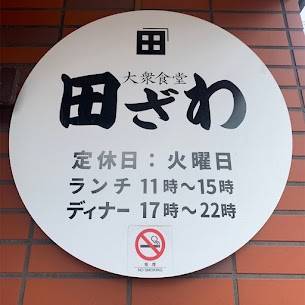 田
大衆食堂
田ざわ
定休日：火曜日
ランチ 11時～15時
ディナー 17時～22時
禁煙
NO SMOKING